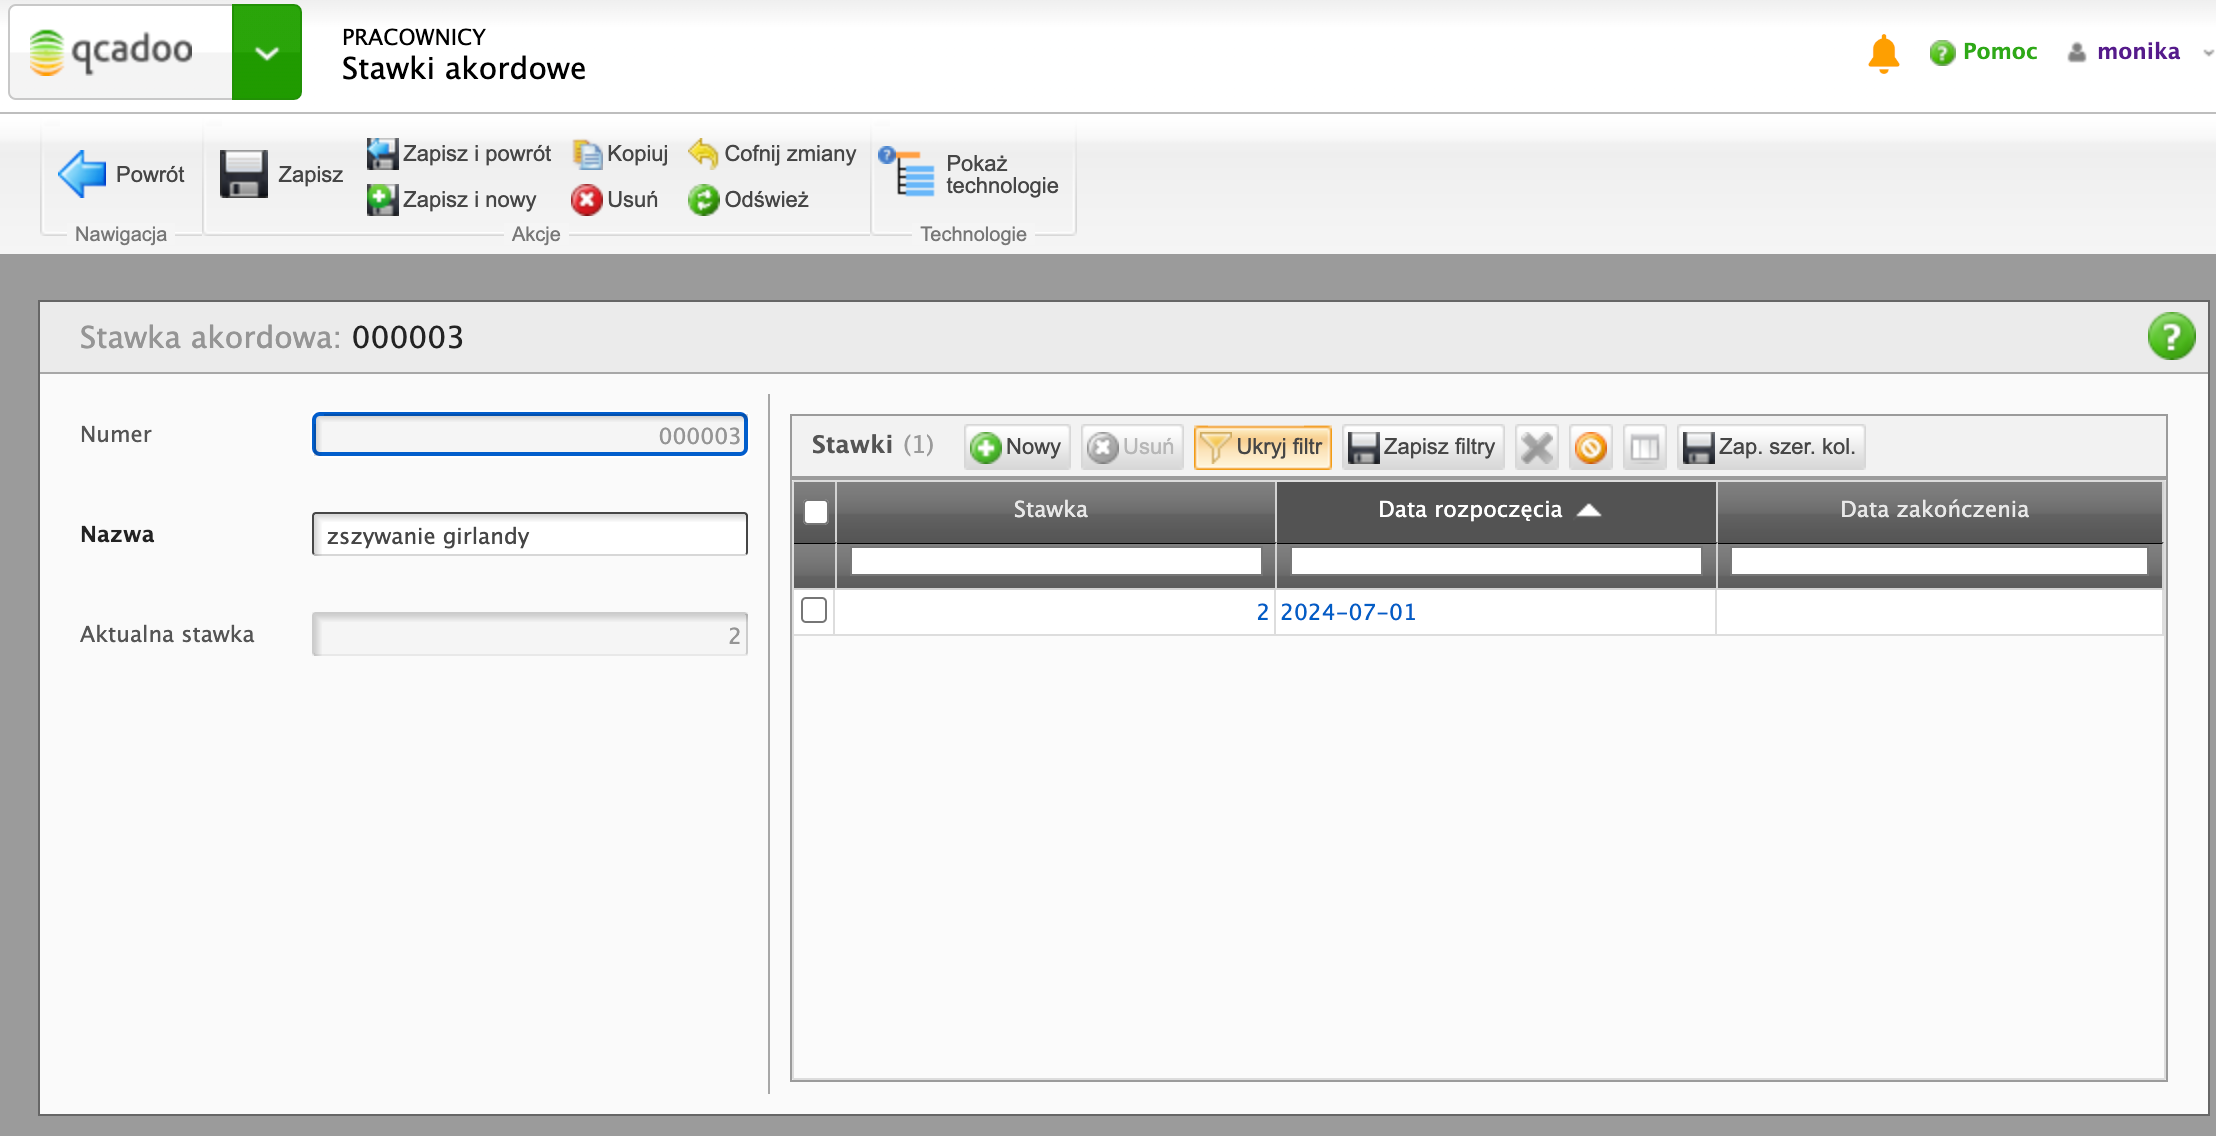 qcadoo
PRACOWNICY
Stawki akordowe
Pomoc
monika
Powrót
Nawigacja
Zapisz
Zapisz i powrót
Kopiuj
Cofnij zmiany
Zapisz i nowy
Usuń
Odśwież
Akcje
Pokaż
technologie
Technologie
Stawka akordowa: 000003
Numer
000003
Nazwa
zszywanie girlandy
Aktualna stawka
2
Stawki (1)
Nowy
Usuń
Ukryj filtr
Zapisz filtry
Zap. szer. kol.
Stawka
Data rozpoczęcia
Data zakończenia
2
2024-07-01